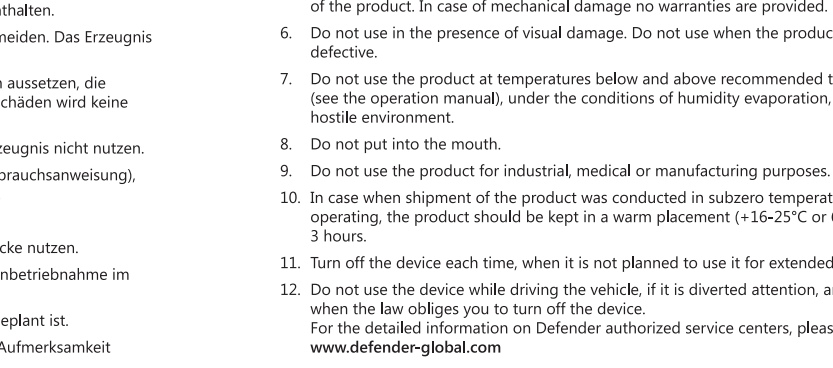 nthalten.
meiden. Das Erzeugnis
n aussetzen, die
chäden wird keine
zeugnis nicht nutzen.
brauchsanweisung),
cke nutzen.
nbetriebnahme im
eplant ist.
Aufmerksamkeit
of the product. In case of mechanical damage no warranties are provided.
6. Do not use in the presence of visual damage. Do not use when the produc
defective.
7. Do not use the product at temperatures below and above recommended t
(see the operation manual), under the conditions of humidity evaporation,
hostile environment.
8. Do not put into the mouth.
9. Do not use the product for industrial, medical or manufacturing purposes.
10. In case when shipment of the product was conducted in subzero temperat
operating, the product should be kept in a warm placement (+16-25°C or 6
3 hours.
11. Turn off the device each time, when it is not planned to use it for extended
12. Do not use the device while driving the vehicle, if it is diverted attention, a
when the law obliges you to turn off the device.
For the detailed information on Defender authorized service centers, pleas
www.defender-global.com